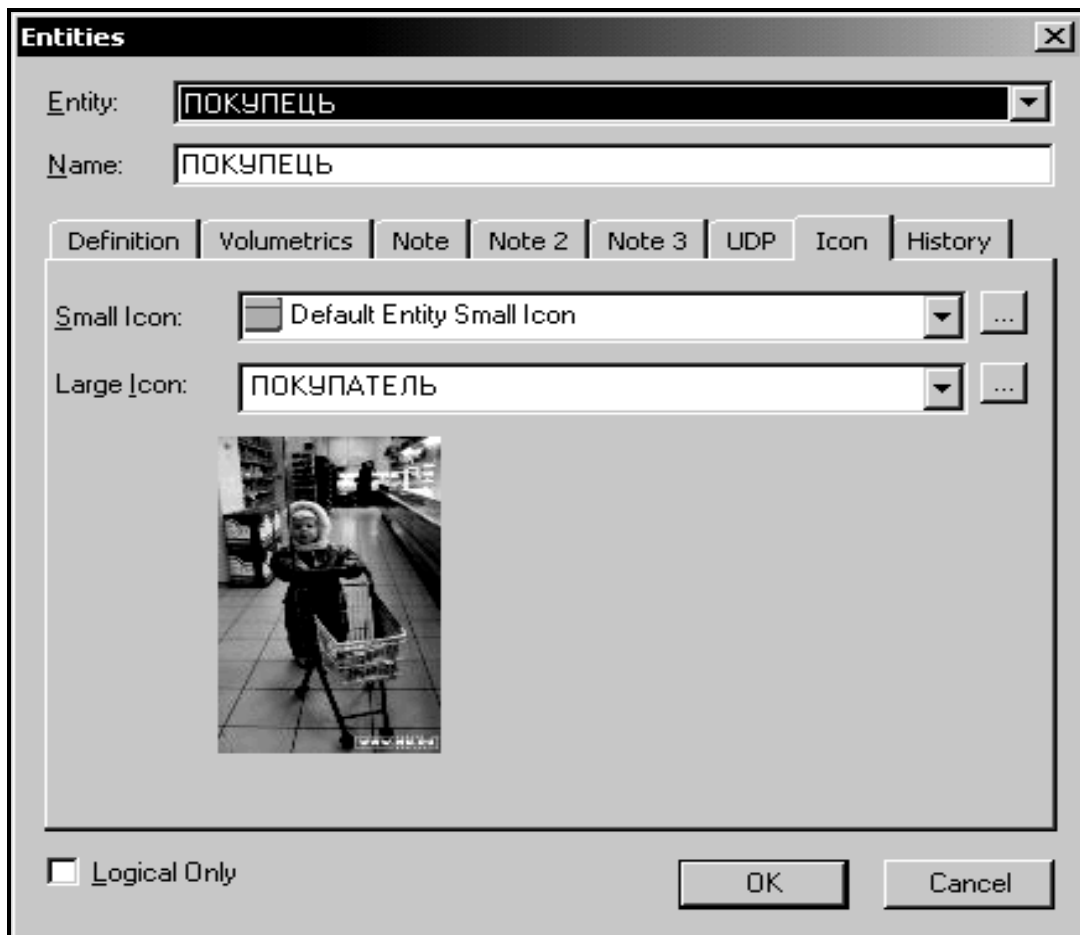 Entities
Entity: ПОКУПЕЦЬ
Name: ПОКУПЕЦЬ
Definition Volumetrics Note Note 2 Note 3 UDP Icon History
Small Icon: Default Entity Small Icon ...
Large Icon: ПОКУПАТЕЛЬ ...
Logical Only OK Cancel